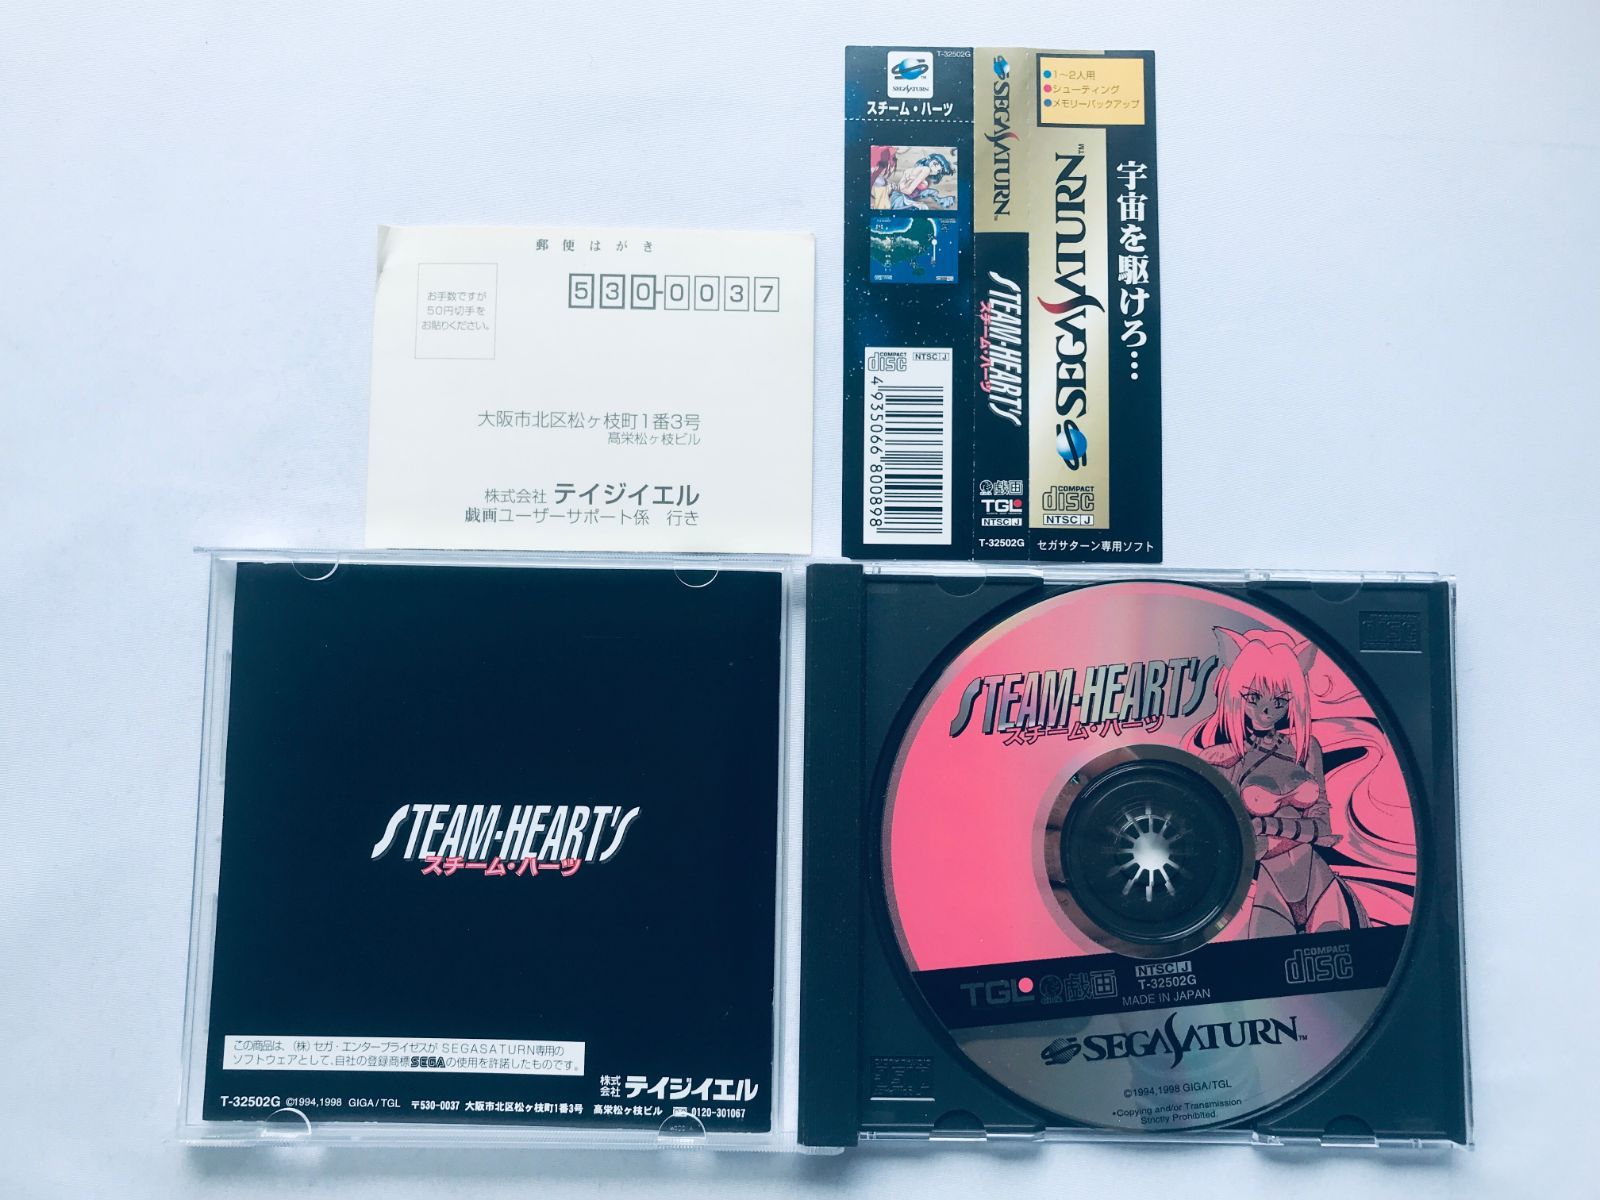 郵便はがき
お手数ですが
50円切手を
お貼りください。
530-0037
大阪市北区松ヶ枝町1番3号
髙栄松ヶ枝ビル
株式会社 テイジイエル
戯画ユーザーサポート係 行き
T-32502G
SEGASATURN
スチーム・ハーツ
COMPACT
disc
NTSC J
4935066 800898
SEGASATURN
STEAM-HEART'S
スチーム・ハーツ
戯画
TGL
NTSC J
T-32502G
1〜2人用
シューティング
メモリーバックアップ
SEGASATURN™
COMPACT
disc
NTSC J
宇宙を駆けろ…
セガサターン専用ソフト
STEAM-HEART'S
スチーム・ハーツ
この商品は、(株)セガ・エンタープライゼスがSEGASATURN専用の
ソフトウェアとして、自社の登録商標SEGAの使用を許諾したものです。
株式会社 テイジイエル
T-32502G ©1994,1998 GIGA/TGL 〒530-0037 大阪市北区松ヶ枝町1番3号 髙栄松ヶ枝ビル 0120-301067
STEAM-HEART'S
スチーム・ハーツ
TGL 戯画
NTSC J
T-32502G
MADE IN JAPAN
COMPACT
disc
SEGASATURN™
©1994,1998 GIGA/TGL
•Copying and/or Transmission
Strictly Prohibited.